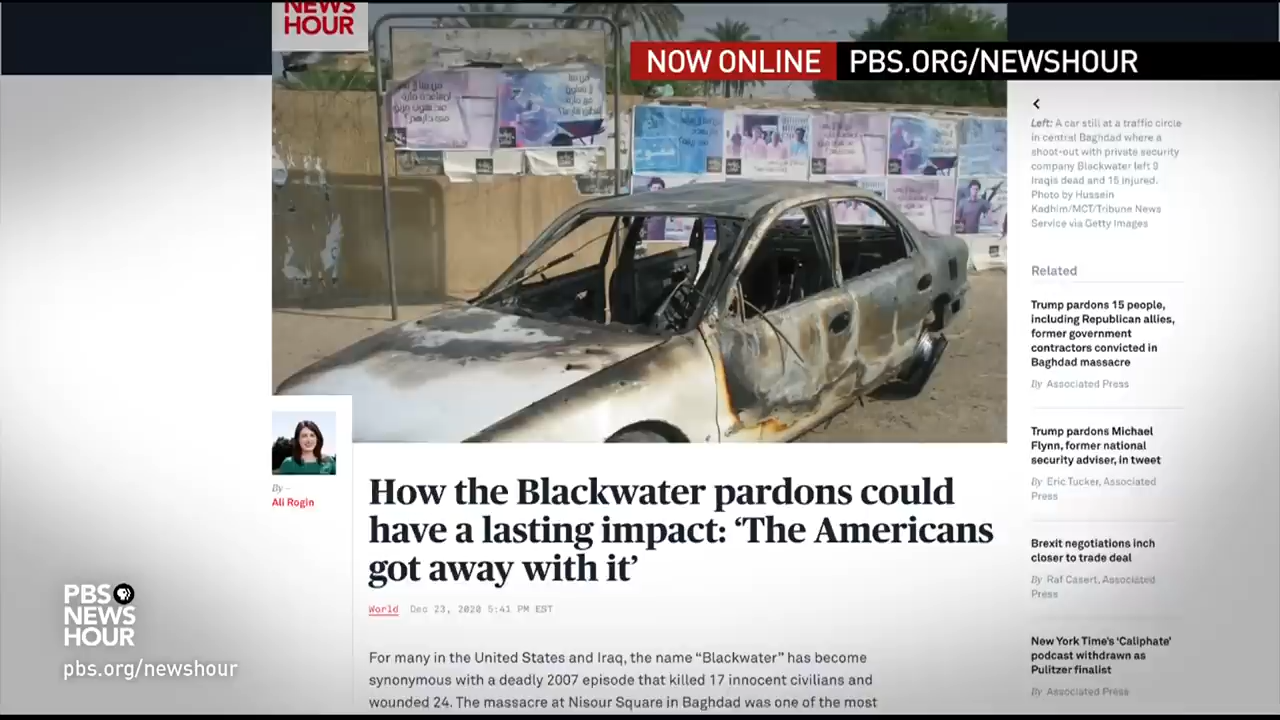 NEWS
HOUR
NOW ONLINE
PBS.ORG/NEWSHOUR
Left: A car still at a traffic circle
in central Baghdad where a
shoot-out with private security
company Blackwater left 9
Iraqis dead and 15 injured.
Photo by Hussein
Kadhim/MCT/Tribune News
Service via Getty Images
Related
Trump pardons 15 people,
including Republican allies,
former government
contractors convicted in
Baghdad massacre
By Associated Press
Trump pardons Michael
Flynn, former national
security adviser, in tweet
By Eric Tucker, Associated
Press
Brexit negotiations inch
closer to trade deal
By Raf Casert, Associated
Press
New York Time's 'Caliphate'
podcast withdrawn as
Pulitzer finalist
By Associated Press
By –
Ali Rogin
How the Blackwater pardons could
have a lasting impact: ‘The Americans
got away with it’
World Dec 23, 2020 5:41 PM EST
For many in the United States and Iraq, the name “Blackwater” has become
synonymous with a deadly 2007 episode that killed 17 innocent civilians and
wounded 24. The massacre at Nisour Square in Baghdad was one of the most
PBS
NEWS
HOUR
pbs.org/newshour